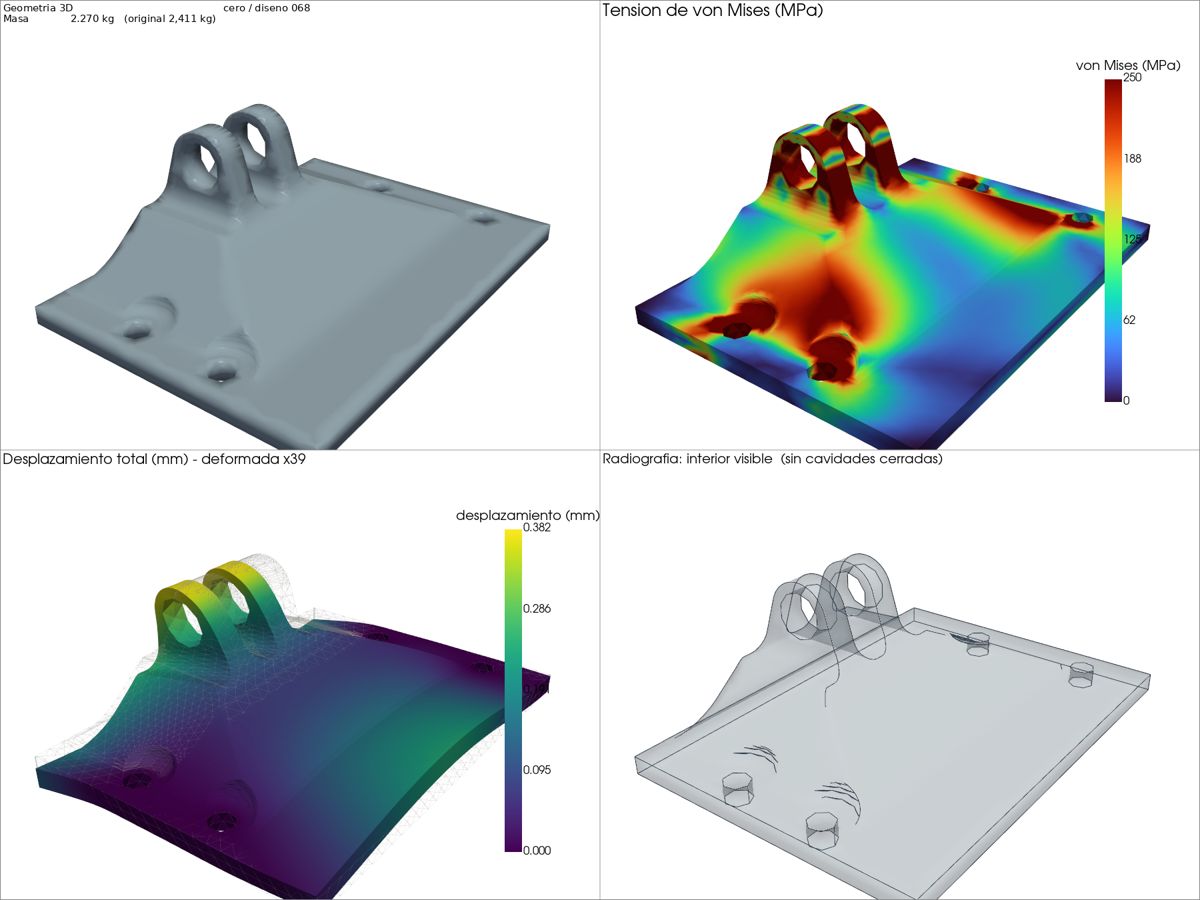 Geometria 3D cero / diseno 068
Masa 2.270 kg (original 2,411 kg)
Tension de von Mises (MPa)
von Mises (MPa)
250
188
125
62
0
Desplazamiento total (mm) - deformada x39
desplazamiento (mm)
0.382
0.286
0.191
0.095
0.000
Radiografia: interior visible (sin cavidades cerradas)